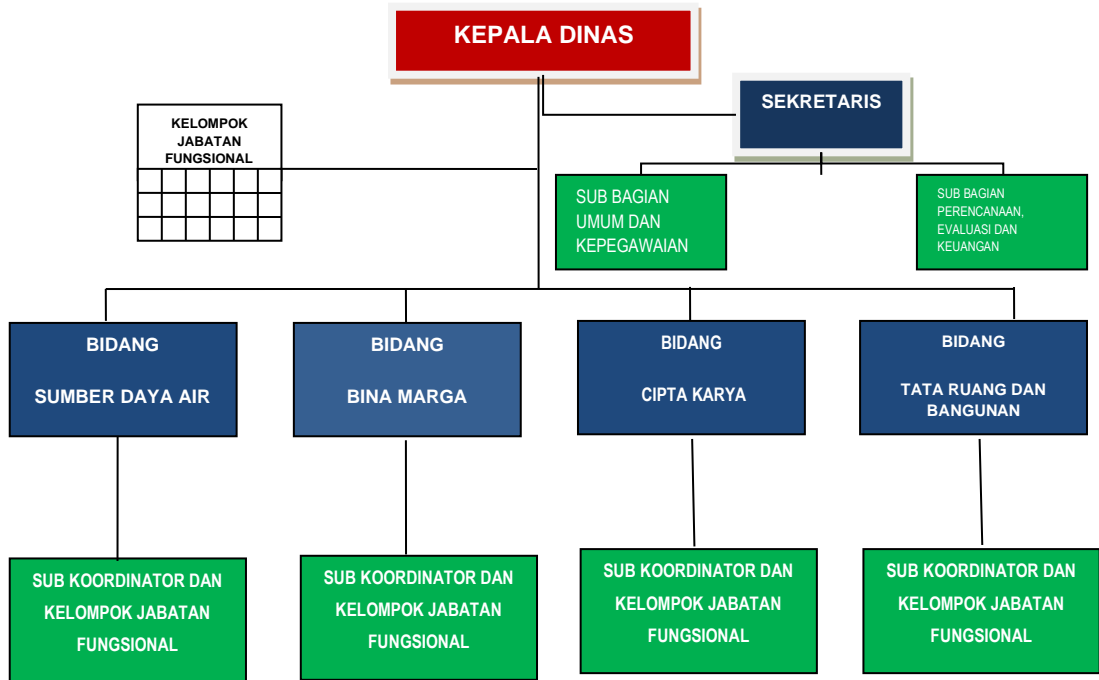 KEPALA DINAS
SEKRETARIS
KELOMPOK
JABATAN
FUNGSIONAL
SUB BAGIAN
UMUM DAN
KEPEGAWAIAN
SUB BAGIAN
PERENCANAAN,
EVALUASI DAN
KEUANGAN
BIDANG
SUMBER DAYA AIR
BIDANG
BINA MARGA
BIDANG
CIPTA KARYA
BIDANG
TATA RUANG DAN
BANGUNAN
SUB KOORDINATOR DAN
KELOMPOK JABATAN
FUNGSIONAL
SUB KOORDINATOR DAN
KELOMPOK JABATAN
FUNGSIONAL
SUB KOORDINATOR DAN
KELOMPOK JABATAN
FUNGSIONAL
SUB KOORDINATOR DAN
KELOMPOK JABATAN
FUNGSIONAL